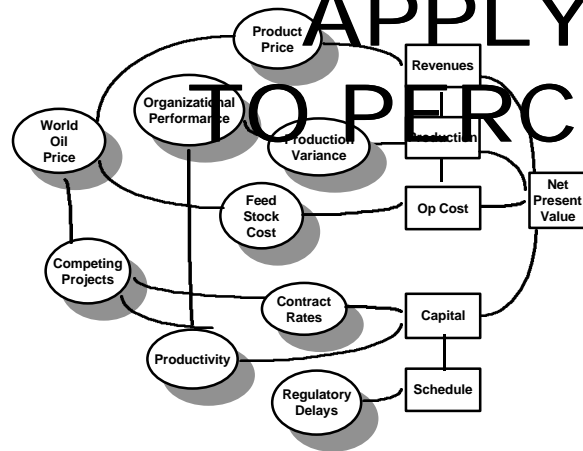 APPLY
TO PERC
Product
Price
Revenues
Organizational
Performance
World
Oil
Price
Production
Variance
Production
Net
Present
Value
Feed
Stock
Cost
Op Cost
Competing
Projects
Contract
Rates
Capital
Productivity
Regulatory
Delays
Schedule